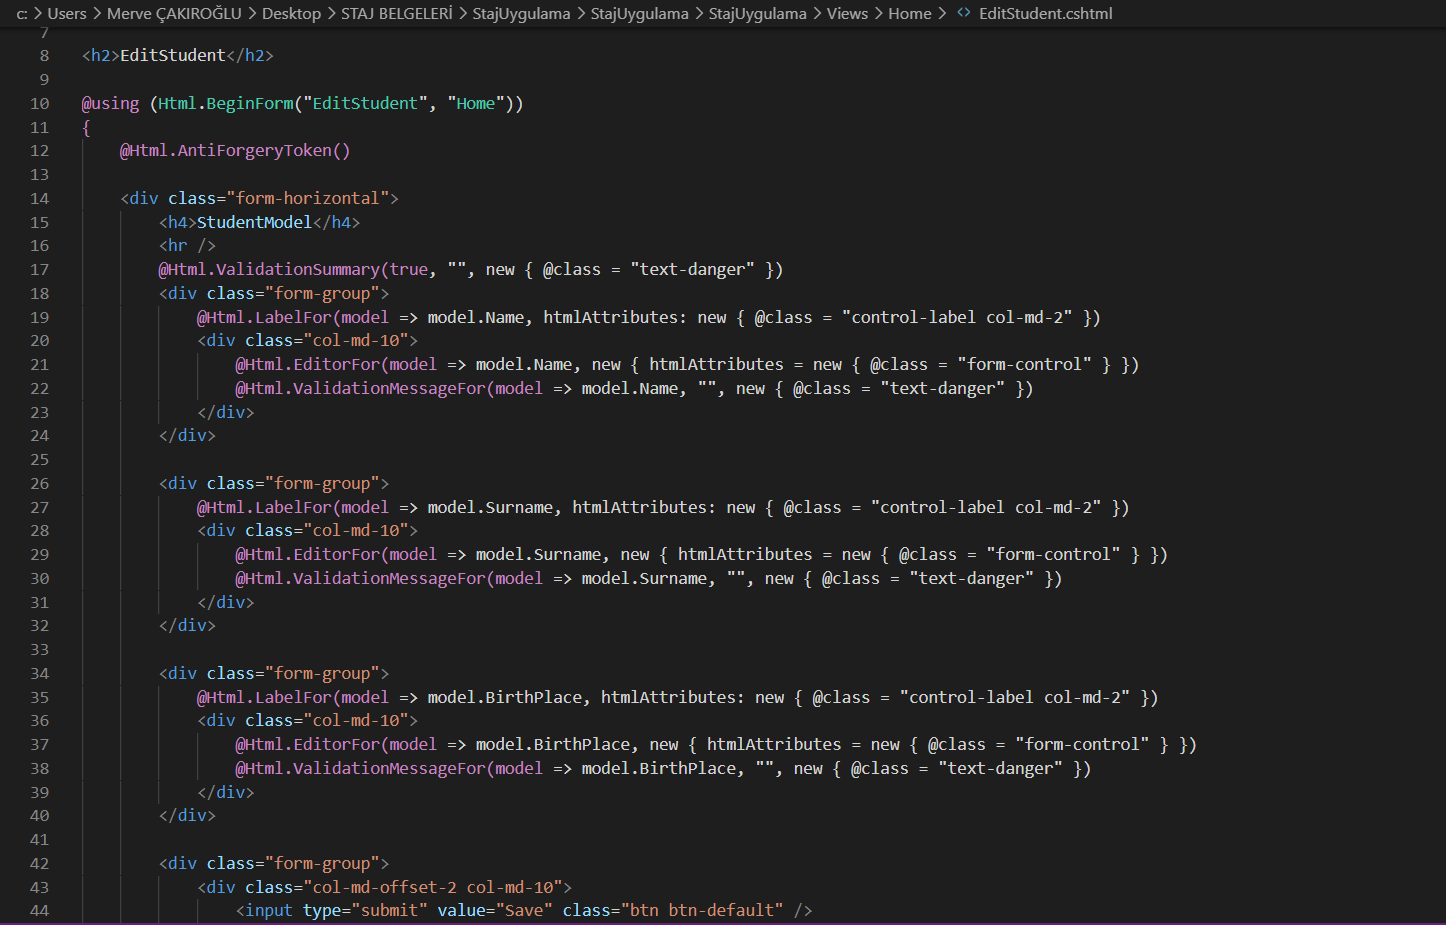 c: > Users > Merve ÇAKIROĞLU > Desktop > STAJ BELGELERİ > StajUygulama > StajUygulama > StajUygulama > Views > Home > <> EditStudent.cshtml
7
8 <h2>EditStudent</h2>
9
10 @using (Html.BeginForm("EditStudent", "Home"))
11 {
12     @Html.AntiForgeryToken()
13
14     <div class="form-horizontal">
15         <h4>StudentModel</h4>
16         <hr />
17         @Html.ValidationSummary(true, "", new { @class = "text-danger" })
18         <div class="form-group">
19             @Html.LabelFor(model => model.Name, htmlAttributes: new { @class = "control-label col-md-2" })
20             <div class="col-md-10">
21                 @Html.EditorFor(model => model.Name, new { htmlAttributes = new { @class = "form-control" } })
22                 @Html.ValidationMessageFor(model => model.Name, "", new { @class = "text-danger" })
23             </div>
24         </div>
25
26         <div class="form-group">
27             @Html.LabelFor(model => model.Surname, htmlAttributes: new { @class = "control-label col-md-2" })
28             <div class="col-md-10">
29                 @Html.EditorFor(model => model.Surname, new { htmlAttributes = new { @class = "form-control" } })
30                 @Html.ValidationMessageFor(model => model.Surname, "", new { @class = "text-danger" })
31             </div>
32         </div>
33
34         <div class="form-group">
35             @Html.LabelFor(model => model.BirthPlace, htmlAttributes: new { @class = "control-label col-md-2" })
36             <div class="col-md-10">
37                 @Html.EditorFor(model => model.BirthPlace, new { htmlAttributes = new { @class = "form-control" } })
38                 @Html.ValidationMessageFor(model => model.BirthPlace, "", new { @class = "text-danger" })
39             </div>
40         </div>
41
42         <div class="form-group">
43             <div class="col-md-offset-2 col-md-10">
44                 <input type="submit" value="Save" class="btn btn-default" />